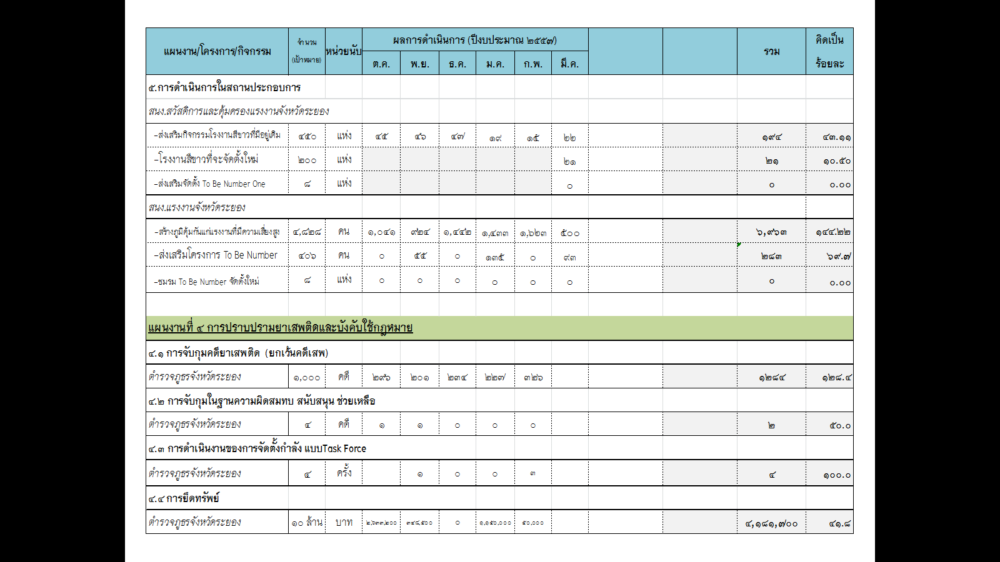 แผนงาน/โครงการ/กิจกรรม จำนวน (เป้าหมาย) หน่วยนับ ผลการดำเนินการ (ปีงบประมาณ ๒๕๕๗) รวม คิดเป็น ร้อยละ
ต.ค. พ.ย. ธ.ค. ม.ค. ก.พ. มี.ค.
๕.การดำเนินการในสถานประกอบการ
สนง.สวัสดิการและคุ้มครองแรงงานจังหวัดระยอง
-ส่งเสริมกิจกรรมโรงงานสีขาวที่มีอยู่เดิม ๔๕๐ แห่ง ๔๕ ๔๖ ๔๗ ๑๙ ๑๕ ๒๒ ๑๙๔ ๔๓.๑๑
-โรงงานสีขาวที่จะจัดตั้งใหม่ ๒๐๐ แห่ง ๒๑ ๒๑ ๑๐.๕๐
-ส่งเสริมจัดตั้ง To Be Number One ๘ แห่ง ๐ ๐ ๐.๐๐
สนง.แรงงานจังหวัดระยอง
-สร้างภูมิคุ้มกันแก่แรงงานที่มีความเสี่ยงสูง ๔,๘๒๘ คน ๑,๐๔๑ ๙๒๔ ๑,๔๔๒ ๑,๔๓๓ ๑,๖๒๓ ๕๐๐ ๖,๙๖๓ ๑๔๔.๒๒
-ส่งเสริมโครงการ To Be Number ๔๐๖ คน ๐ ๕๕ ๐ ๑๓๕ ๐ ๙๓ ๒๘๓ ๖๙.๗
-ชมรม To Be Number จัดตั้งใหม่ ๘ แห่ง ๐ ๐ ๐ ๐ ๐ ๐ ๐ ๐.๐๐
แผนงานที่ ๔ การปราบปรามยาเสพติดและบังคับใช้กฎหมาย
๔.๑ การจับกุมคดียาเสพติด (ยกเว้นคดีเสพ)
ตำรวจภูธรจังหวัดระยอง ๑,๐๐๐ คดี ๒๙๖ ๒๐๑ ๒๓๔ ๒๒๗ ๓๒๖ ๑๒๘๔ ๑๒๘.๔
๔.๒ การจับกุมในฐานความผิดสมทบ สนับสนุน ช่วยเหลือ
ตำรวจภูธรจังหวัดระยอง ๔ คดี ๑ ๑ ๐ ๐ ๐ ๒ ๕๐.๐
๔.๓ การดำเนินงานของการจัดตั้งกำลัง แบบTask Force
ตำรวจภูธรจังหวัดระยอง ๔ ครั้ง ๑ ๐ ๐ ๓ ๔ ๑๐๐.๐
๔.๔ การยึดทรัพย์
ตำรวจภูธรจังหวัดระยอง ๑๐ ล้าน บาท ๒,๖๓๓,๒๐๐ ๓๔๘,๕๐๐ ๐ ๑,๑๕๐,๐๐๐ ๕๐,๐๐๐ ๔,๑๘๑,๗๐๐ ๔๑.๘